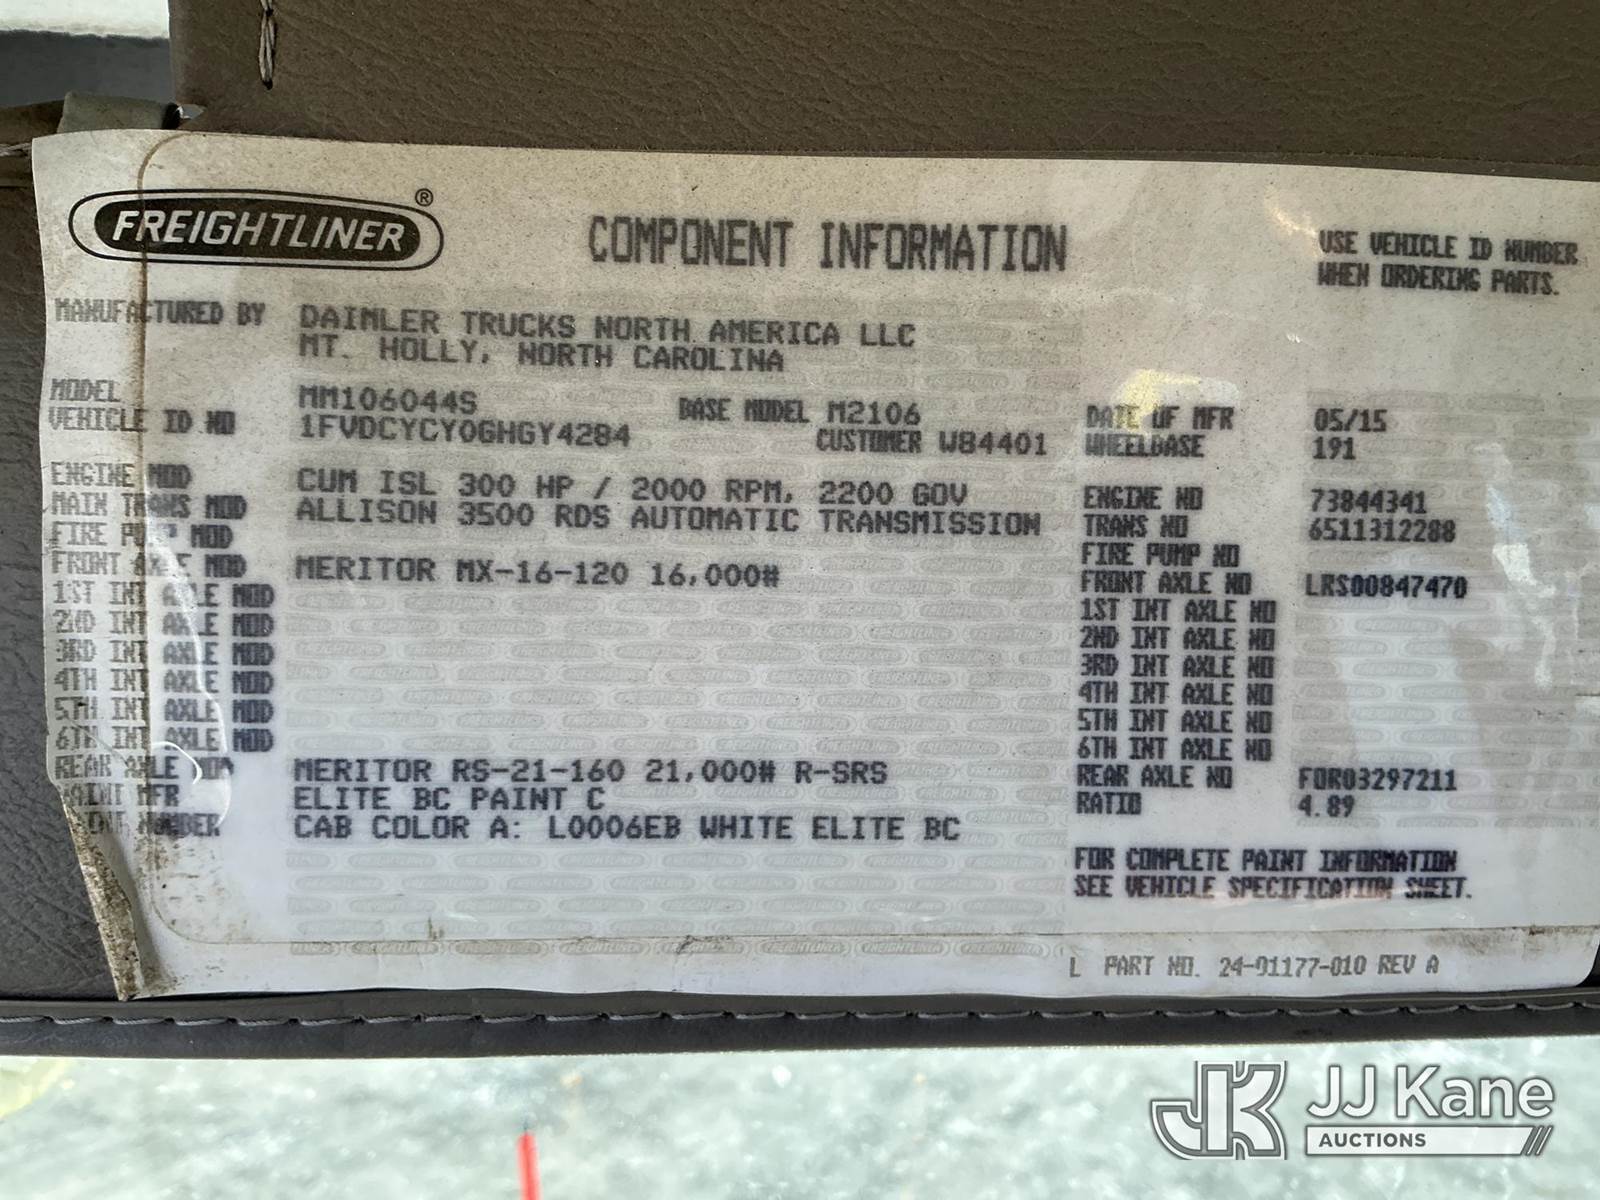 FREIGHTLINER®
COMPONENT INFORMATION
USE VEHICLE ID NUMBER
WHEN ORDERING PARTS.
MANUFACTURED BY DAIMLER TRUCKS NORTH AMERICA LLC
MT. HOLLY, NORTH CAROLINA
MODEL MM106044S BASE MODEL M2106 DATE OF MFR 05/15
VEHICLE ID NO 1FVDCYCY0GHGY4284 CUSTOMER W84401 WHEELBASE 191
ENGINE MOD CUM ISL 300 HP / 2000 RPM, 2200 GOV ENGINE NO 73844341
MAIN TRANS MOD ALLISON 3500 RDS AUTOMATIC TRANSMISSION TRANS NO 6511312288
FIRE PUMP MOD FIRE PUMP NO
FRONT AXLE MOD MERITOR MX-16-120 16,000# FRONT AXLE NO LRS00847470
1ST INT AXLE MOD 1ST INT AXLE NO
2ND INT AXLE MOD 2ND INT AXLE NO
3RD INT AXLE MOD 3RD INT AXLE NO
4TH INT AXLE MOD 4TH INT AXLE NO
5TH INT AXLE MOD 5TH INT AXLE NO
6TH INT AXLE MOD 6TH INT AXLE NO
REAR AXLE MOD MERITOR RS-21-160 21,000# R-SRS REAR AXLE NO FOR03297211
PAINT MFR ELITE BC PAINT C RATIO 4.89
NUMBER CAB COLOR A: L0006EB WHITE ELITE BC
FOR COMPLETE PAINT INFORMATION
SEE VEHICLE SPECIFICATION SHEET.
L PART NO. 24-01177-010 REV A
JK JJ Kane
AUCTIONS